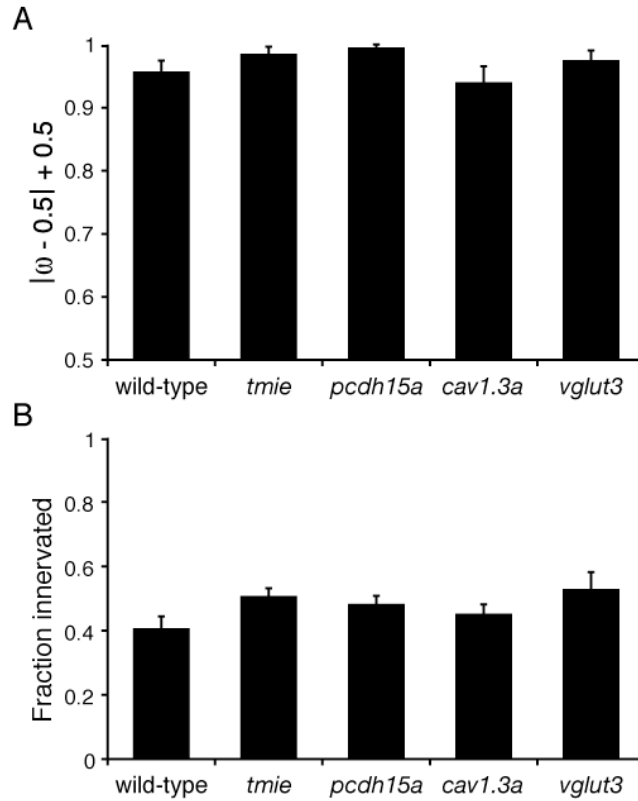 A
|ω - 0.5| + 0.5
1
0.9
0.8
0.7
0.6
0.5
wild-type tmie pcdh15a cav1.3a vglut3
B
Fraction innervated
1
0.8
0.6
0.4
0.2
0
wild-type tmie pcdh15a cav1.3a vglut3